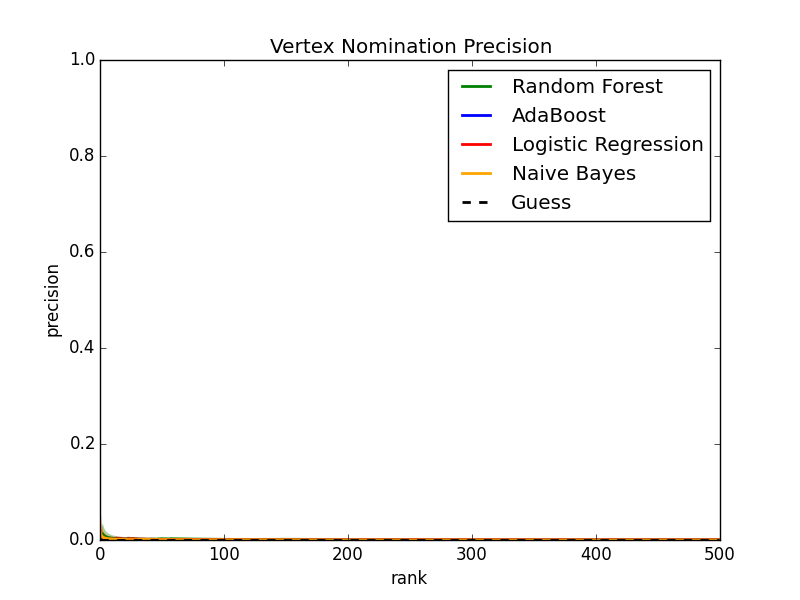 Vertex Nomination Precision
1.0
0.8
0.6
0.4
0.2
0.0
precision
Random Forest
AdaBoost
Logistic Regression
Naive Bayes
Guess
0 100 200 300 400 500
rank